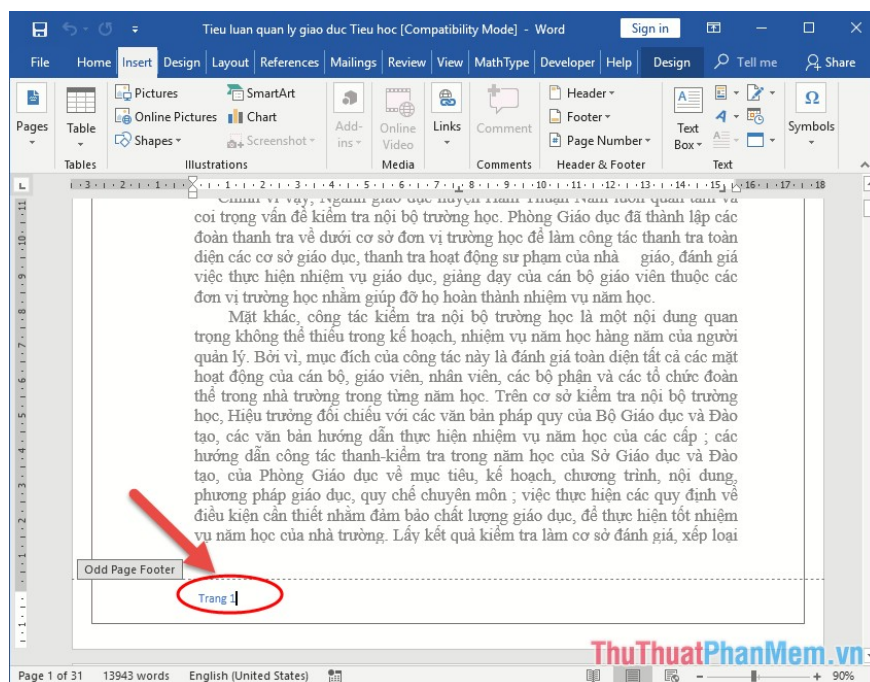 Tieu luan quan ly giao duc Tieu hoc [Compatibility Mode] - Word
Sign in
File Home Insert Design Layout References Mailings Review View MathType Developer Help Design Tell me Share
Pages
Table
Pictures
Online Pictures
Shapes
SmartArt
Chart
Screenshot
Add-ins
Online Video
Links
Comment
Header
Footer
Page Number
Text Box
Symbols
Tables Illustrations Media Comments Header & Footer Text
Chính vì vậy, Ngành giáo dục huyện Hàm Thuận Nam luôn quan tâm và
coi trọng vấn đề kiểm tra nội bộ trường học. Phòng Giáo dục đã thành lập các
đoàn thanh tra về dưới cơ sở đơn vị trường học để làm công tác thanh tra toàn
diện các cơ sở giáo dục, thanh tra hoạt động sư phạm của nhà giáo, đánh giá
việc thực hiện nhiệm vụ giáo dục, giảng dạy của cán bộ giáo viên thuộc các
đơn vị trường học nhằm giúp đỡ họ hoàn thành nhiệm vụ năm học.
Mặt khác, công tác kiểm tra nội bộ trường học là một nội dung quan
trọng không thể thiếu trong kế hoạch, nhiệm vụ năm học hàng năm của người
quản lý. Bởi vì, mục đích của công tác này là đánh giá toàn diện tất cả các mặt
hoạt động của cán bộ, giáo viên, nhân viên, các bộ phận và các tổ chức đoàn
thể trong nhà trường trong từng năm học. Trên cơ sở kiểm tra nội bộ trường
học, Hiệu trưởng đối chiếu với các văn bản pháp quy của Bộ Giáo dục và Đào
tạo, các văn bản hướng dẫn thực hiện nhiệm vụ năm học của các cấp ; các
hướng dẫn công tác thanh-kiểm tra trong năm học của Sở Giáo dục và Đào
tạo, của Phòng Giáo dục về mục tiêu, kế hoạch, chương trình, nội dung,
phương pháp giáo dục, quy chế chuyên môn ; việc thực hiện các quy định về
điều kiện cần thiết nhằm đảm bảo chất lượng giáo dục, để thực hiện tốt nhiệm
vụ năm học của nhà trường. Lấy kết quả kiểm tra làm cơ sở đánh giá, xếp loại
Odd Page Footer
Trang 1
ThuThuatPhanMem.vn
Page 1 of 31 13943 words English (United States) 90%